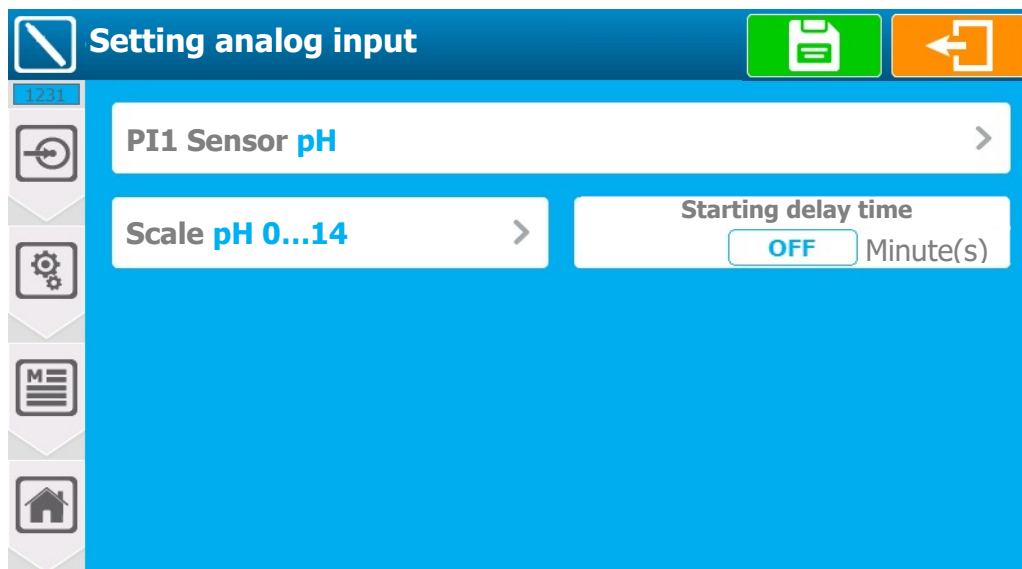 Setting analog input
1231
PI1 Sensor pH
Scale pH 0...14
Starting delay time
OFF Minute(s)
M